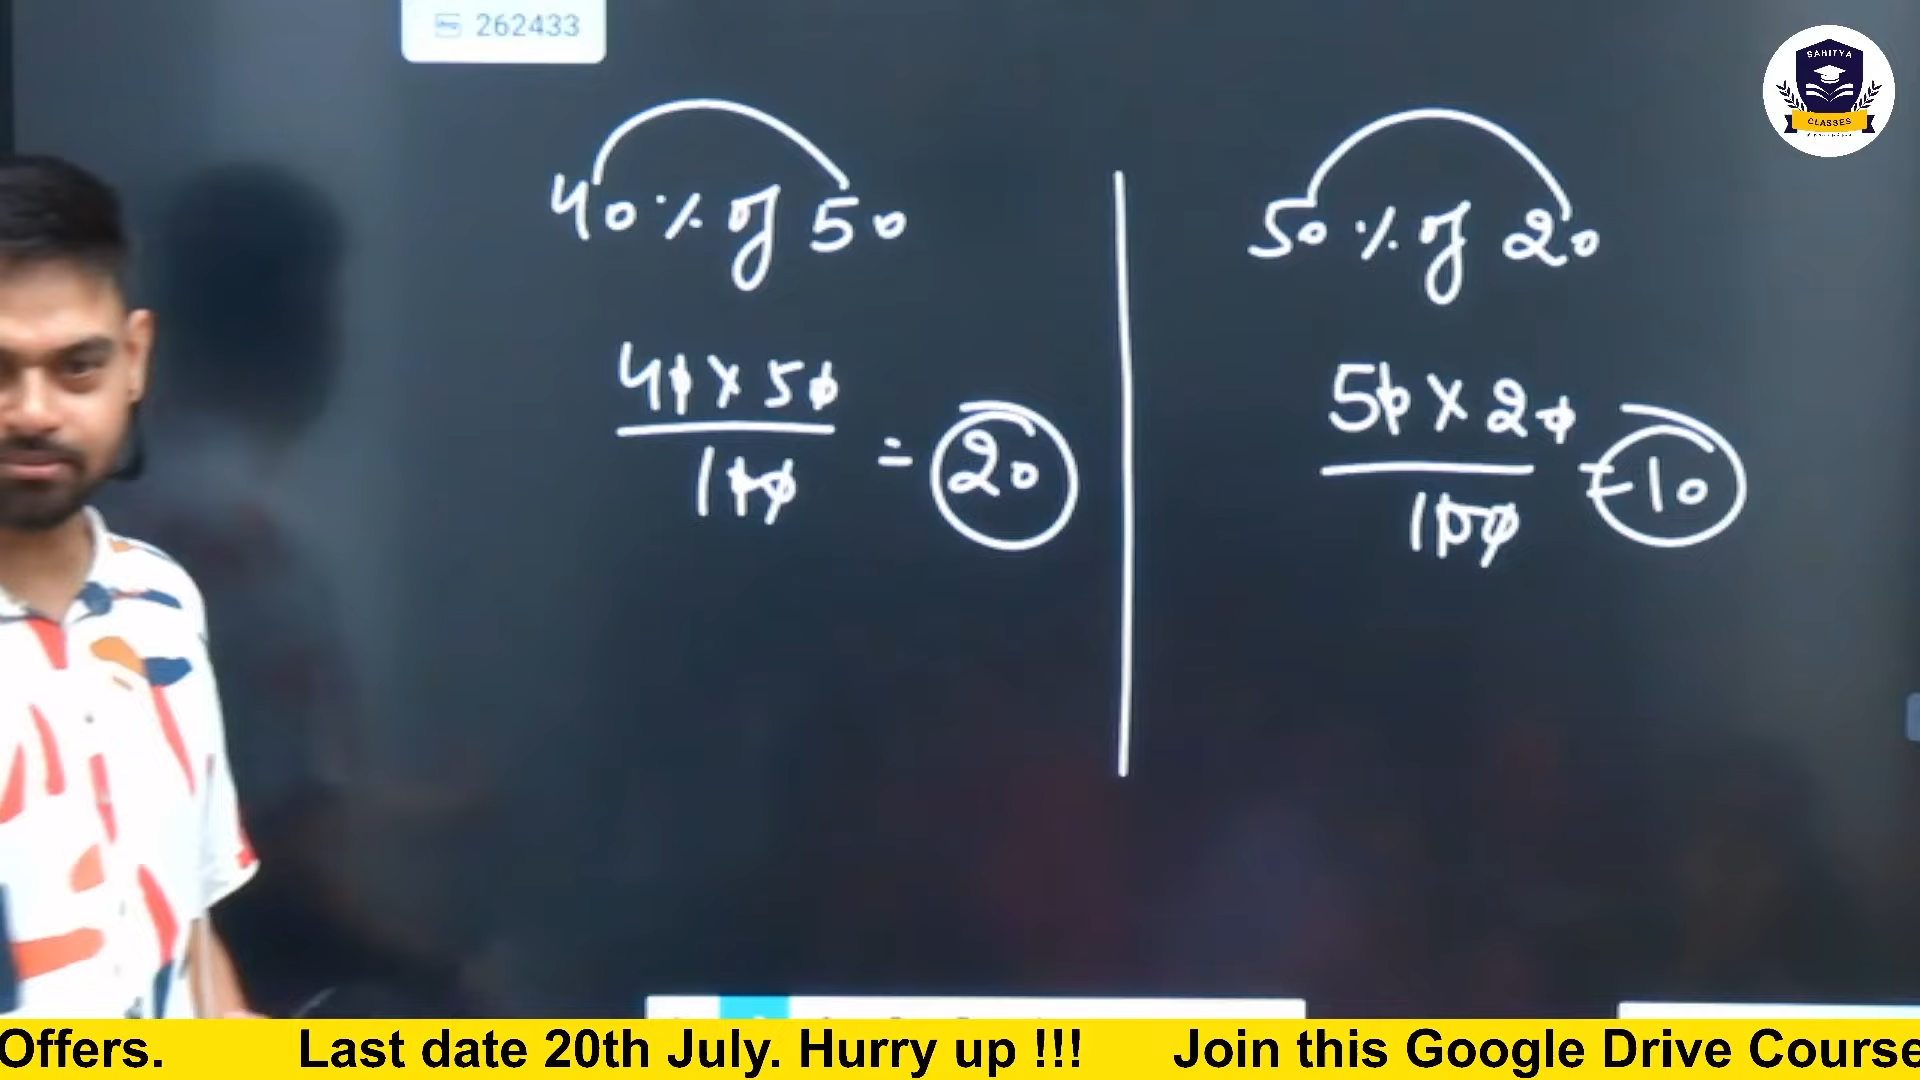 262433
SAHITYA
CLASSES
40% of 50
40 x 50
100
= 20
50% of 20
50 x 20
100
= 10
Offers. Last date 20th July. Hurry up !!! Join this Google Drive Course